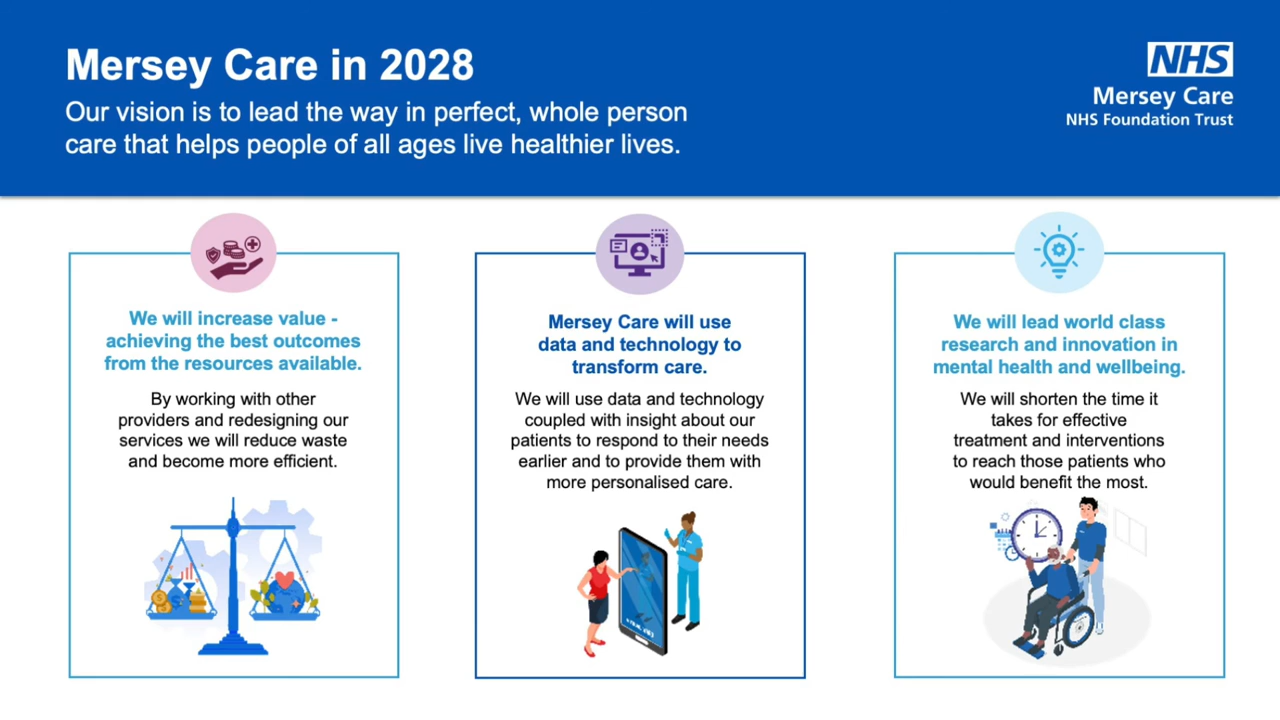 Mersey Care in 2028
Our vision is to lead the way in perfect, whole person
care that helps people of all ages live healthier lives.
NHS
Mersey Care
NHS Foundation Trust
We will increase value -
achieving the best outcomes
from the resources available.
By working with other
providers and redesigning our
services we will reduce waste
and become more efficient.
Mersey Care will use
data and technology to
transform care.
We will use data and technology
coupled with insight about our
patients to respond to their needs
earlier and to provide them with
more personalised care.
We will lead world class
research and innovation in
mental health and wellbeing.
We will shorten the time it
takes for effective
treatment and interventions
to reach those patients who
would benefit the most.